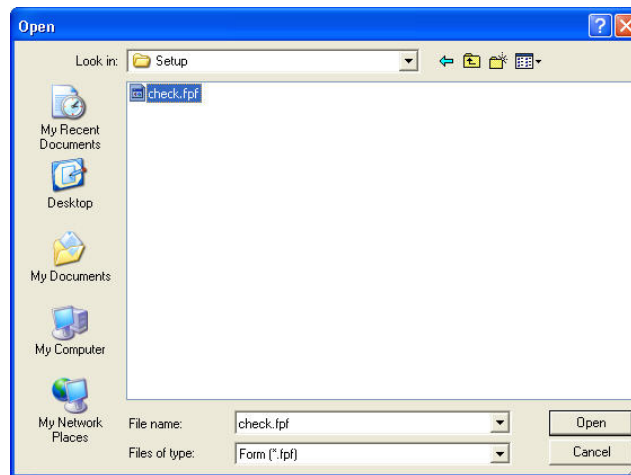 Open
Look in: Setup
check.fpf
My Recent
Documents
Desktop
My Documents
My Computer
My Network
Places
File name: check.fpf Open
Files of type: Form (*.fpf) Cancel